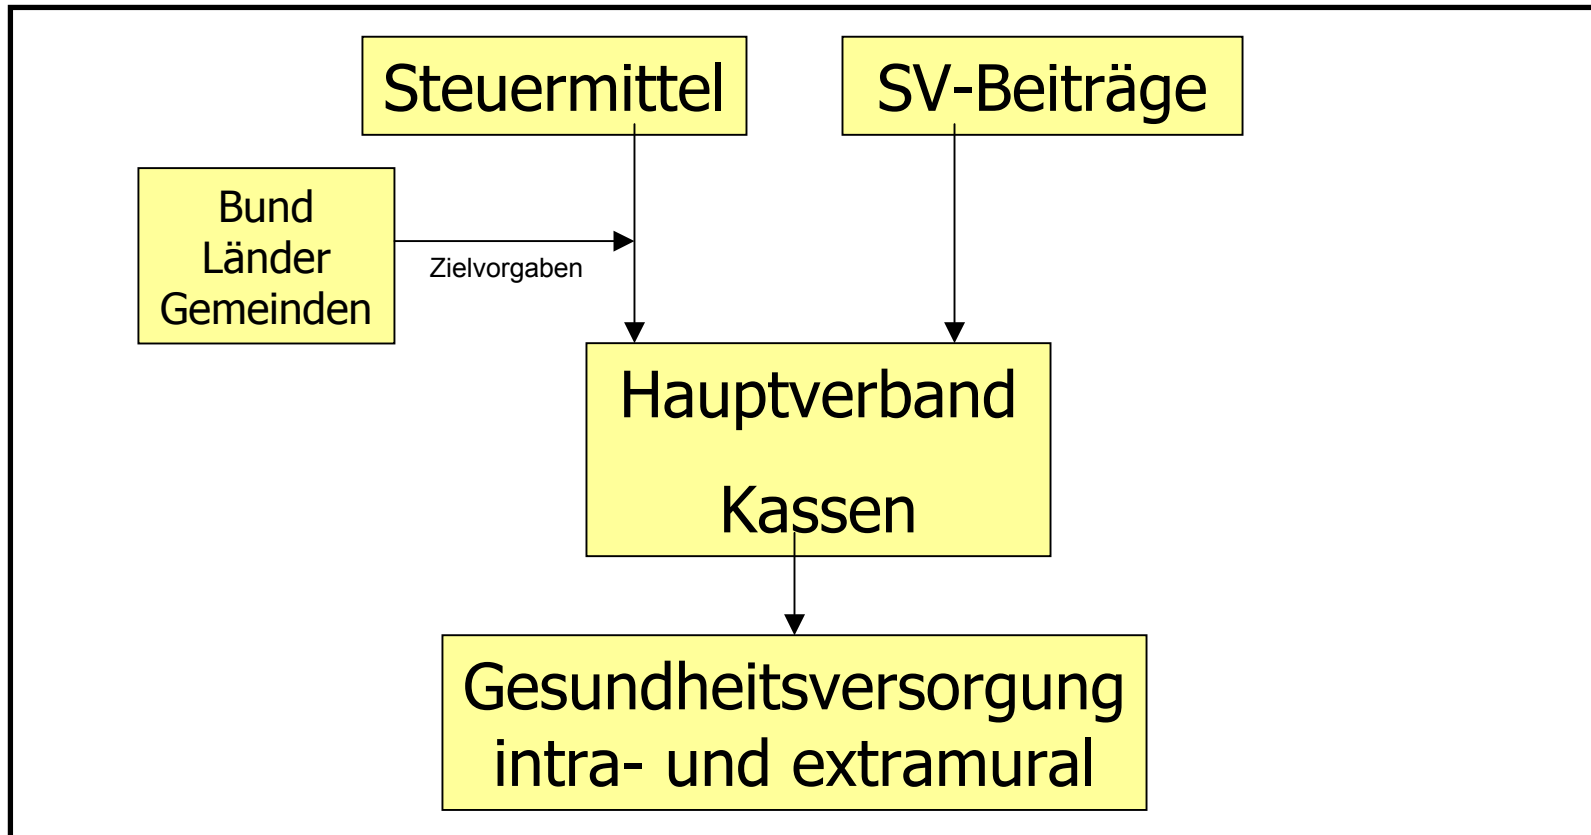 Steuermittel
SV-Beiträge
Bund
Länder
Gemeinden
Zielvorgaben
Hauptverband
Kassen
Gesundheitsversorgung
intra- und extramural